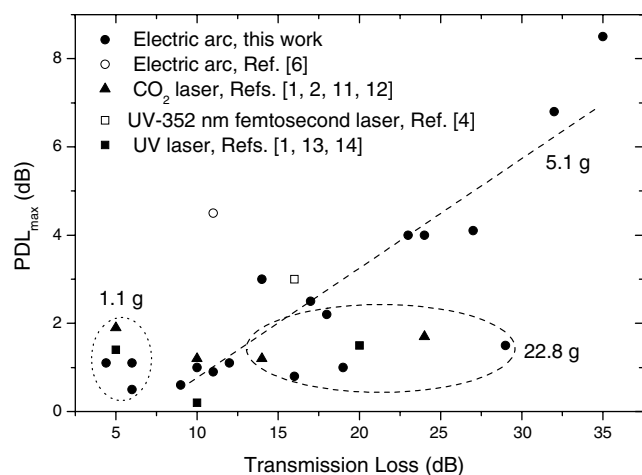 Electric arc, this work
Electric arc, Ref. [6]
CO₂ laser, Refs. [1, 2, 11, 12]
UV-352 nm femtosecond laser, Ref. [4]
UV laser, Refs. [1, 13, 14]
5.1 g
1.1 g
22.8 g
PDLmax (dB)
8
6
4
2
0
5 10 15 20 25 30 35
Transmission Loss (dB)